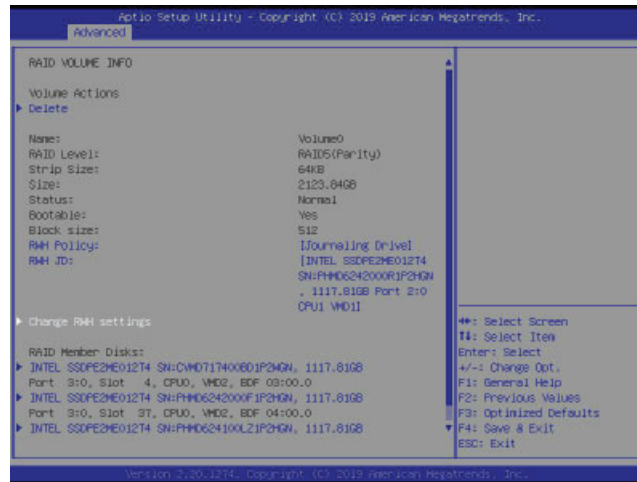 Aptio Setup Utility - Copyright (C) 2019 American Megatrends, Inc.
Advanced
RAID VOLUME INFO
Volume Actions
Delete
Name: Volume0
RAID Level: RAID5(Parity)
Strip Size: 64KB
Size: 2123.84GB
Status: Normal
Bootable: Yes
Block size: 512
RWH Policy: [Journaling Drive]
RWH JD: [INTEL SSDPE2ME012T4
SN:PHMD6242000R1P2HGN
, 1117.81GB Port 2:0
CPU1 VMD1]
Change RWH settings
RAID Member Disks:
INTEL SSDPE2ME012T4 SN:CVMD717400BD1P2MGN, 1117.81GB
Port 3:0, Slot 4, CPU0, VMD2, BDF 03:00.0
INTEL SSDPE2ME012T4 SN:PHMD6242000F1P2HGN, 1117.81GB
Port 3:0, Slot 37, CPU0, VMD2, BDF 04:00.0
INTEL SSDPE2ME012T4 SN:PHMD624100LZ1P2HGN, 1117.81GB
: Select Screen
: Select Item
Enter: Select
+/-: Change Opt.
F1: General Help
F2: Previous Values
F3: Optimized Defaults
F4: Save & Exit
ESC: Exit
Version 2.20.1274. Copyright (C) 2019 American Megatrends, Inc.